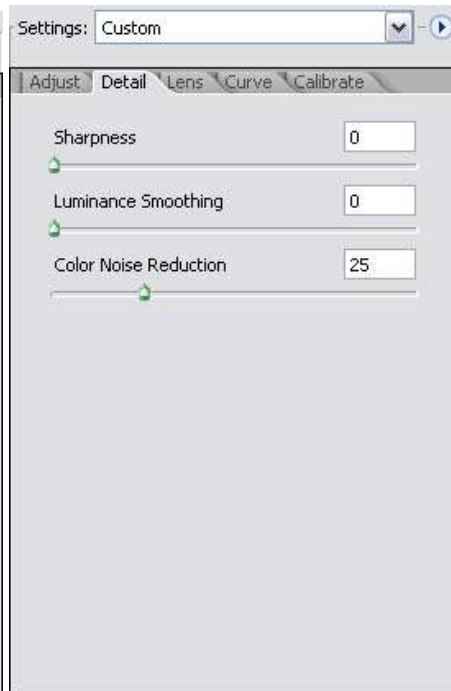 Settings: Custom
Adjust Detail Lens Curve Calibrate
Sharpness 0
Luminance Smoothing 0
Color Noise Reduction 25